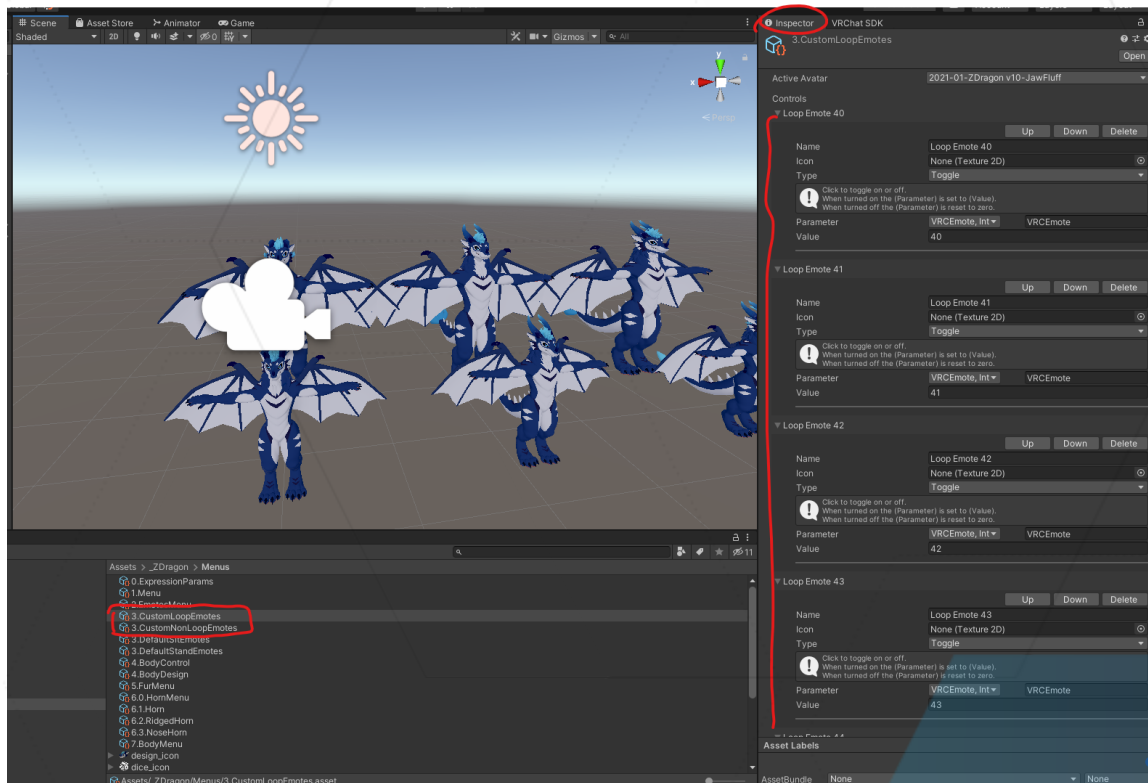 Scene Asset Store Animator Game
Shaded 2D 0 Gizmos All
y
x
Persp
Inspector VRChat SDK
3.CustomLoopEmotes
Open
Active Avatar 2021-01-ZDragon v10-JawFluff
Controls
Loop Emote 40
Up Down Delete
Name Loop Emote 40
Icon None (Texture 2D)
Type Toggle
Click to toggle on or off.
When turned on the (Parameter) is set to (Value).
When turned off the (Parameter) is reset to zero.
Parameter VRCEmote, Int VRCEmote
Value 40
Loop Emote 41
Up Down Delete
Name Loop Emote 41
Icon None (Texture 2D)
Type Toggle
Click to toggle on or off.
When turned on the (Parameter) is set to (Value).
When turned off the (Parameter) is reset to zero.
Parameter VRCEmote, Int VRCEmote
Value 41
Loop Emote 42
Up Down Delete
Name Loop Emote 42
Icon None (Texture 2D)
Type Toggle
Click to toggle on or off.
When turned on the (Parameter) is set to (Value).
When turned off the (Parameter) is reset to zero.
Parameter VRCEmote, Int VRCEmote
Value 42
Loop Emote 43
Up Down Delete
Name Loop Emote 43
Icon None (Texture 2D)
Type Toggle
Click to toggle on or off.
When turned on the (Parameter) is set to (Value).
When turned off the (Parameter) is reset to zero.
Parameter VRCEmote, Int VRCEmote
Value 43
Loop Emote 44
Asset Labels
AssetBundle None None
11
Assets > _ZDragon > Menus
0.ExpressionParams
1.Menu
2.EmotesMenu
3.CustomLoopEmotes
3.CustomNonLoopEmotes
3.DefaultSitEmotes
3.DefaultStandEmotes
4.BodyControl
4.BodyDesign
5.FurMenu
6.0.HornMenu
6.1.Horn
6.2.RidgedHorn
6.3.NoseHorn
7.BodyMenu
design_icon
dice_icon
Assets/_ZDragon/Menus/3.CustomLoopEmotes.asset